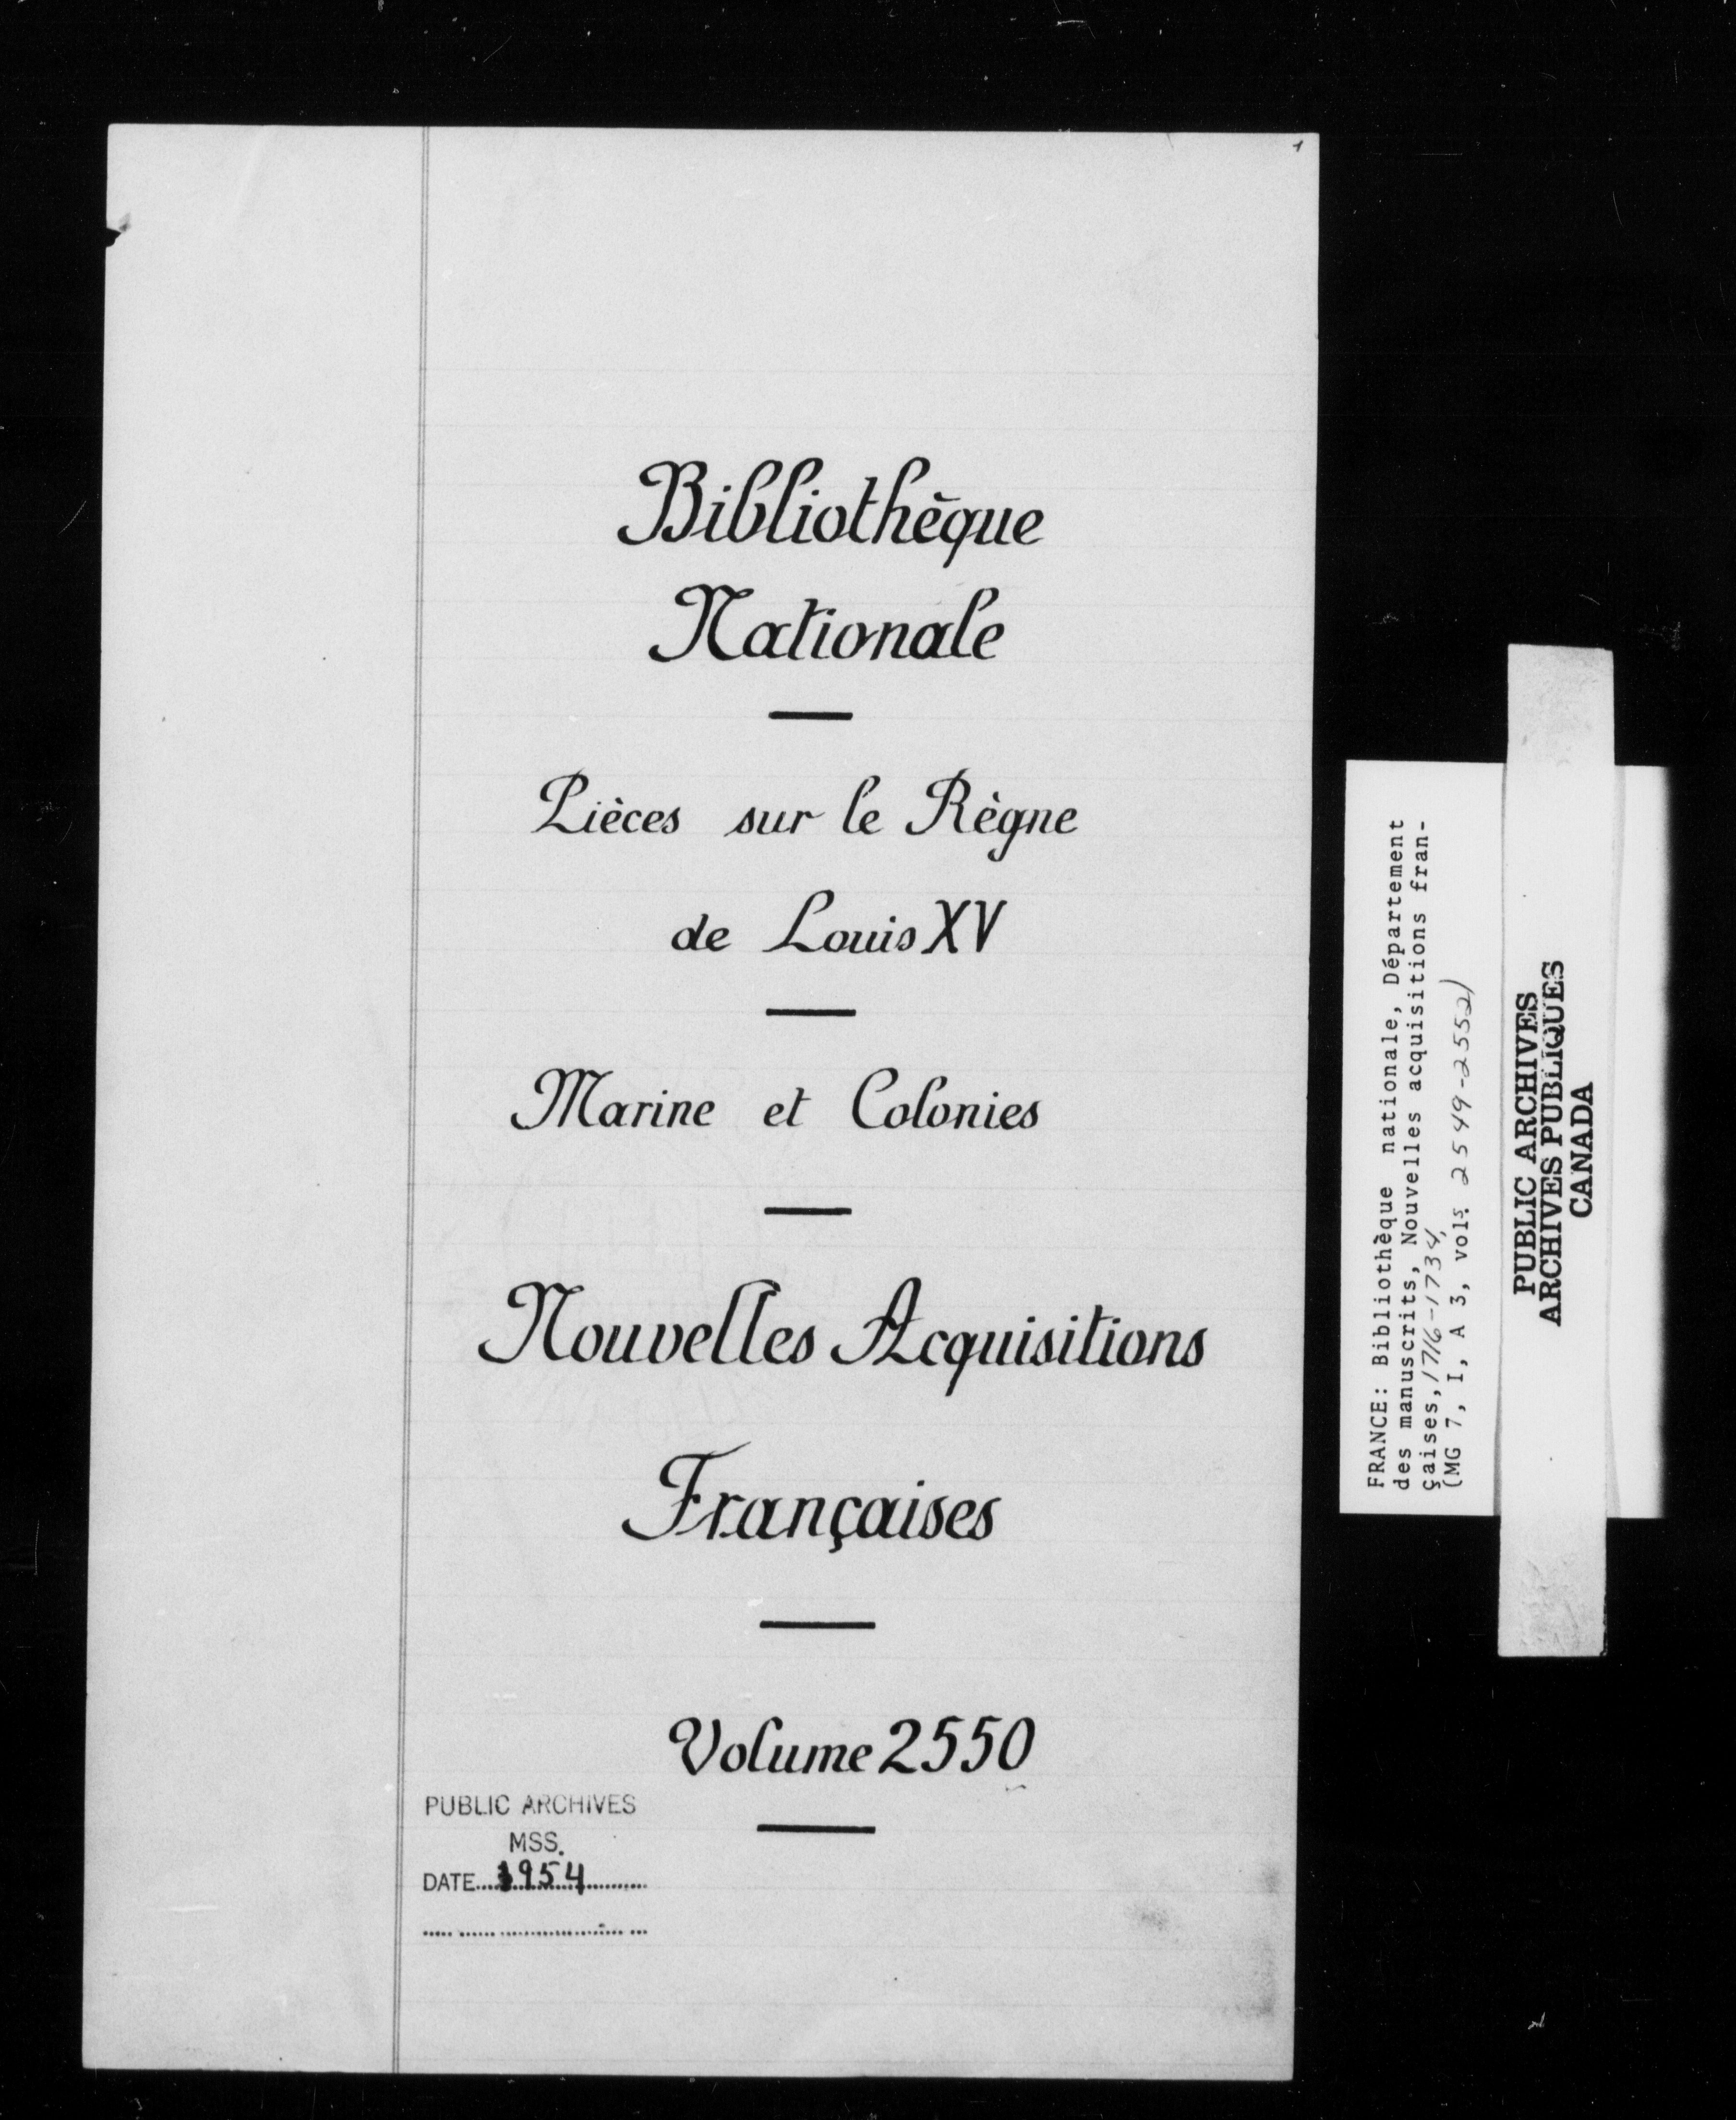 1
Bibliothèque
Nationale
Pièces sur le Règne
de Louis XV
Marine et Colonies
Nouvelles Acquisitions
Françaises
Volume 2550
PUBLIC ARCHIVES
MSS.
DATE 1954
FRANCE: Bibliothèque nationale, Département
des manuscrits, Nouvelles acquisitions fran-
çaises, 1716-1734,
(MG 7, I, A 3, vols. 2549-2552)
PUBLIC ARCHIVES
ARCHIVES PUBLIQUES
CANADA